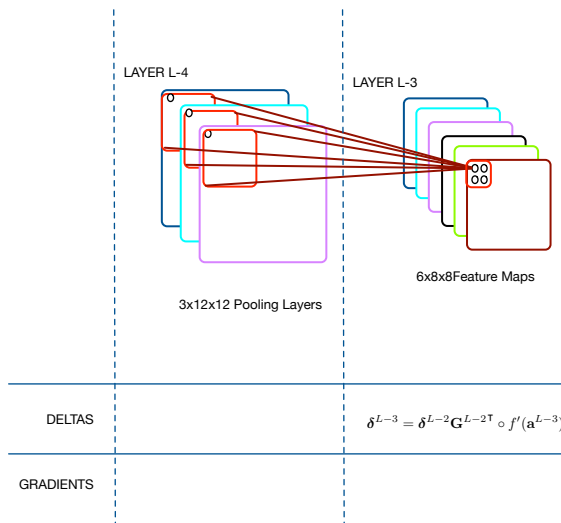 LAYER L-4
LAYER L-3
6x8x8Feature Maps
3x12x12 Pooling Layers
DELTAS
𝜹^{L−3} = 𝜹^{L−2}𝐆^{L−2⊤} ∘ f′(𝐚^{L−3})
GRADIENTS